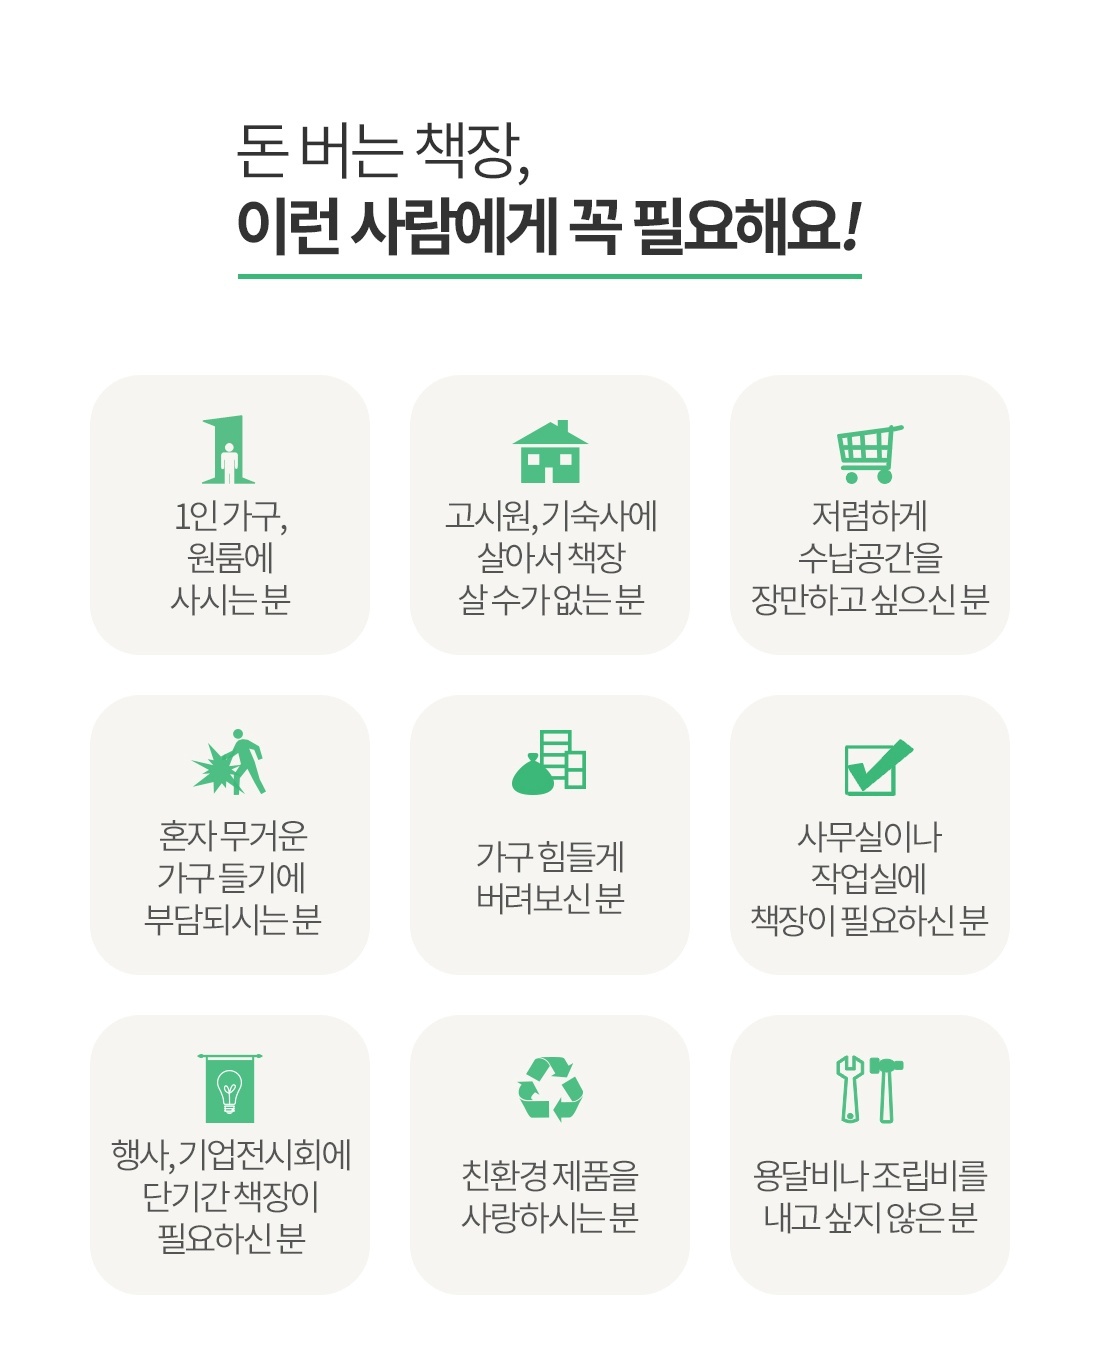 돈 버는 책장,
이런 사람에게 꼭 필요해요!
1인 가구,
원룸에
사시는 분
고시원, 기숙사에
살아서 책장
살 수가 없는 분
저렴하게
수납공간을
장만하고 싶으신 분
혼자 무거운
가구 들기에
부담되시는 분
가구 힘들게
버려보신 분
사무실이나
작업실에
책장이 필요하신 분
행사, 기업전시회에
단기간 책장이
필요하신 분
친환경 제품을
사랑하시는 분
용달비나 조립비를
내고 싶지 않은 분